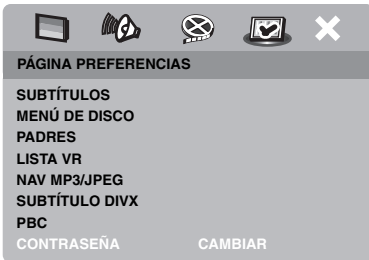 PÁGINA PREFERENCIAS
SUBTÍTULOS
MENÚ DE DISCO
PADRES
LISTA VR
NAV MP3/JPEG
SUBTÍTULO DIVX
PBC
CONTRASEÑA CAMBIAR